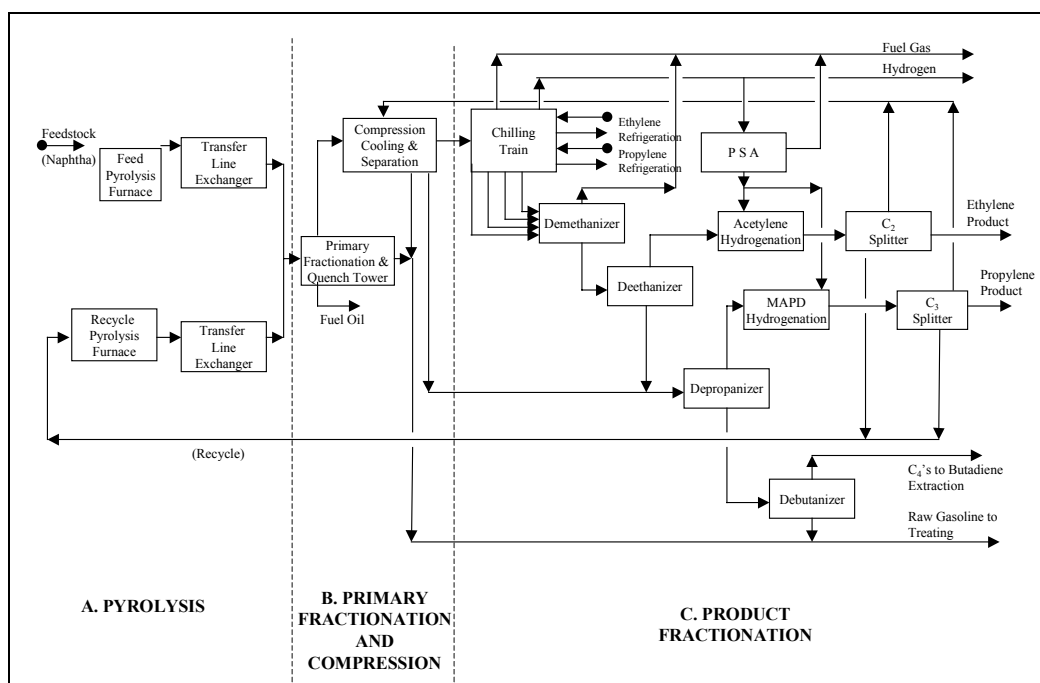 Fuel Gas
Hydrogen
Feedstock
(Naphtha)
Feed
Pyrolysis
Furnace
Transfer
Line
Exchanger
Compression
Cooling &
Separation
Chilling
Train
Ethylene
Refrigeration
Propylene
Refrigeration
P S A
Demethanizer
Acetylene
Hydrogenation
C2
Splitter
Ethylene
Product
Primary
Fractionation &
Quench Tower
Fuel Oil
Deethanizer
MAPD
Hydrogenation
C3
Splitter
Propylene
Product
Recycle
Pyrolysis
Furnace
Transfer
Line
Exchanger
Depropanizer
(Recycle)
Debutanizer
C4's to Butadiene
Extraction
Raw Gasoline to
Treating
A. PYROLYSIS
B. PRIMARY
FRACTIONATION
AND
COMPRESSION
C. PRODUCT
FRACTIONATION